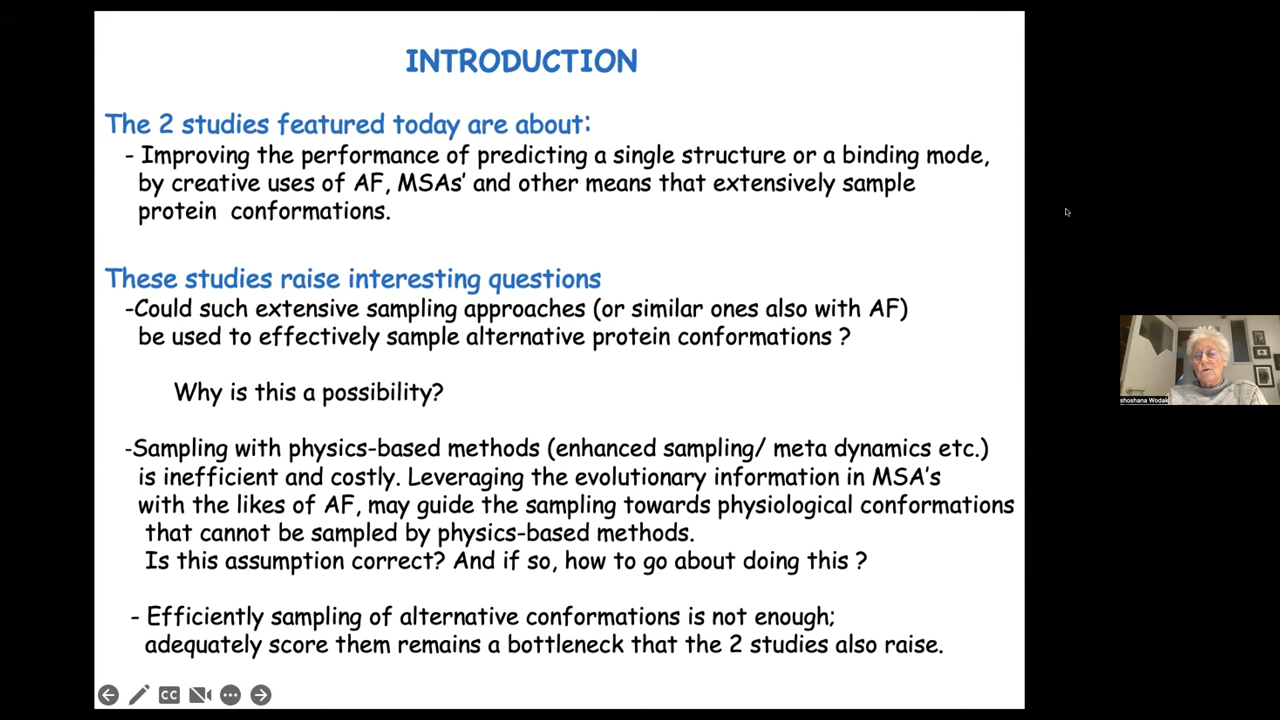 INTRODUCTION
The 2 studies featured today are about:
- Improving the performance of predicting a single structure or a binding mode,
by creative uses of AF, MSAs' and other means that extensively sample
protein conformations.
These studies raise interesting questions
-Could such extensive sampling approaches (or similar ones also with AF)
be used to effectively sample alternative protein conformations ?
Why is this a possibility?
-Sampling with physics-based methods (enhanced sampling/ meta dynamics etc.)
is inefficient and costly. Leveraging the evolutionary information in MSA's
with the likes of AF, may guide the sampling towards physiological conformations
that cannot be sampled by physics-based methods.
Is this assumption correct? And if so, how to go about doing this ?
- Efficiently sampling of alternative conformations is not enough;
adequately score them remains a bottleneck that the 2 studies also raise.
CC
shoshana Wodak